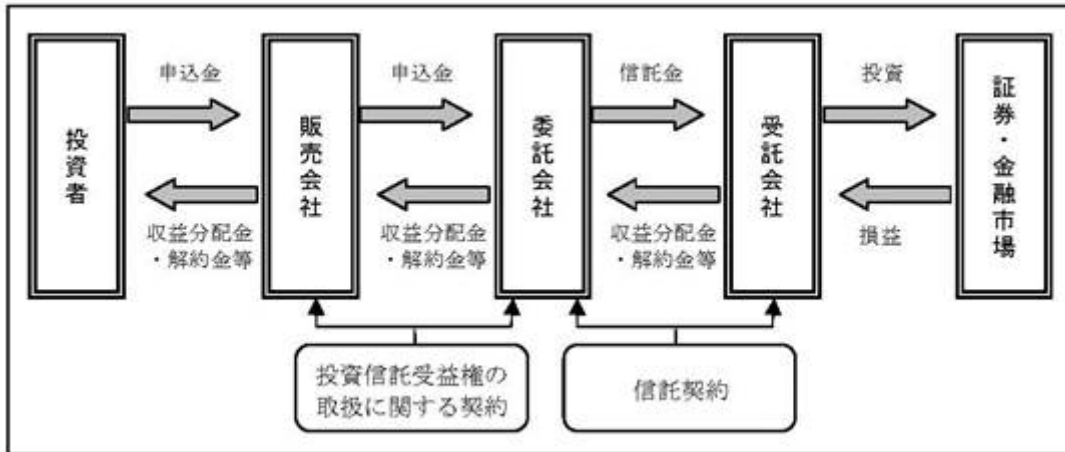 申込金
申込金
信託金
投資
投資者
販売会社
委託会社
受託会社
証券・金融市場
収益分配金
・解約金等
収益分配金
・解約金等
収益分配金
・解約金等
損益
投資信託受益権の
取扱に関する契約
信託契約